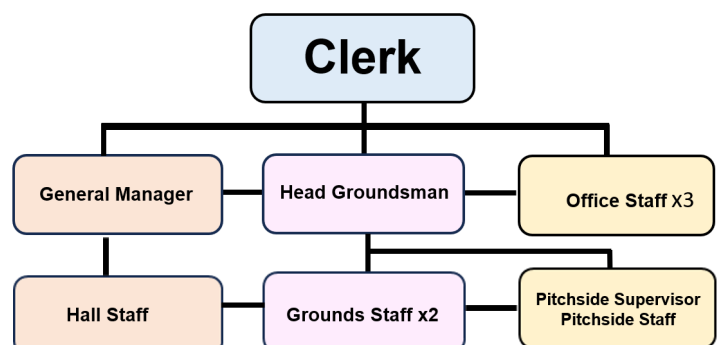 Clerk
General Manager
Head Groundsman
Office Staff x3
Hall Staff
Grounds Staff x2
Pitchside Supervisor
Pitchside Staff